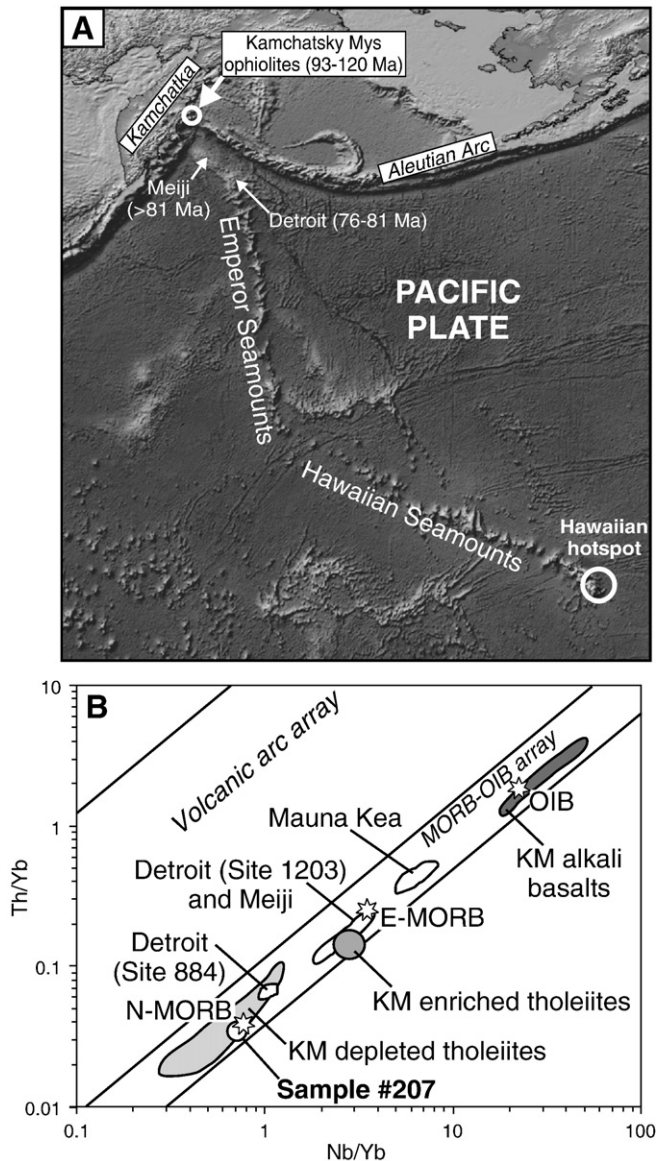 A
Kamchatsky Mys
ophiolites (93-120 Ma)
Kamchatka
Aleutian Arc
Meiji
(>81 Ma)
Detroit (76-81 Ma)
Emperor Seamounts
PACIFIC
PLATE
Hawaiian Seamounts
Hawaiian
hotspot
B
10
1
0.1
0.01
Th/Yb
Volcanic arc array
MORB-OIB array
OIB
Mauna Kea
KM alkali
basalts
Detroit (Site 1203)
and Meiji
E-MORB
Detroit
(Site 884)
KM enriched tholeiites
N-MORB
KM depleted tholeiites
Sample #207
0.1
1
10
100
Nb/Yb